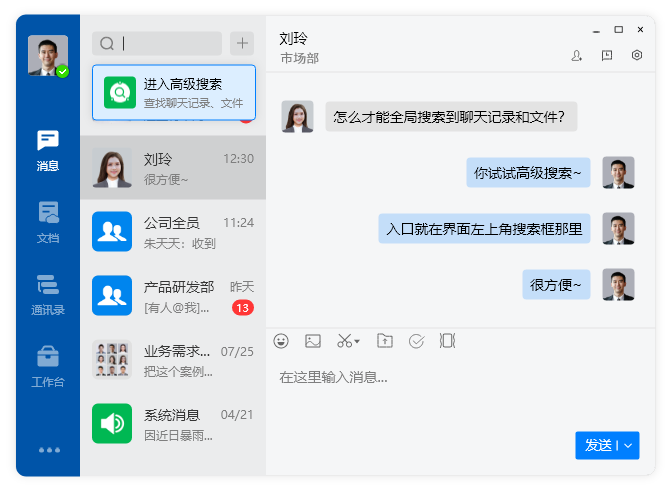 消息
文档
通讯录
工作台
进入高级搜索
查找聊天记录、文件
刘玲
12:30
很方便~
公司全员
11:24
朱天天：收到
产品研发部
昨天
[有人@我]...
13
业务需求...
07/25
把这个案例...
系统消息
04/21
因近日暴雨...
刘玲
市场部
怎么才能全局搜索到聊天记录和文件？
你试试高级搜索~
入口就在界面左上角搜索框那里
很方便~
在这里输入消息...
发送